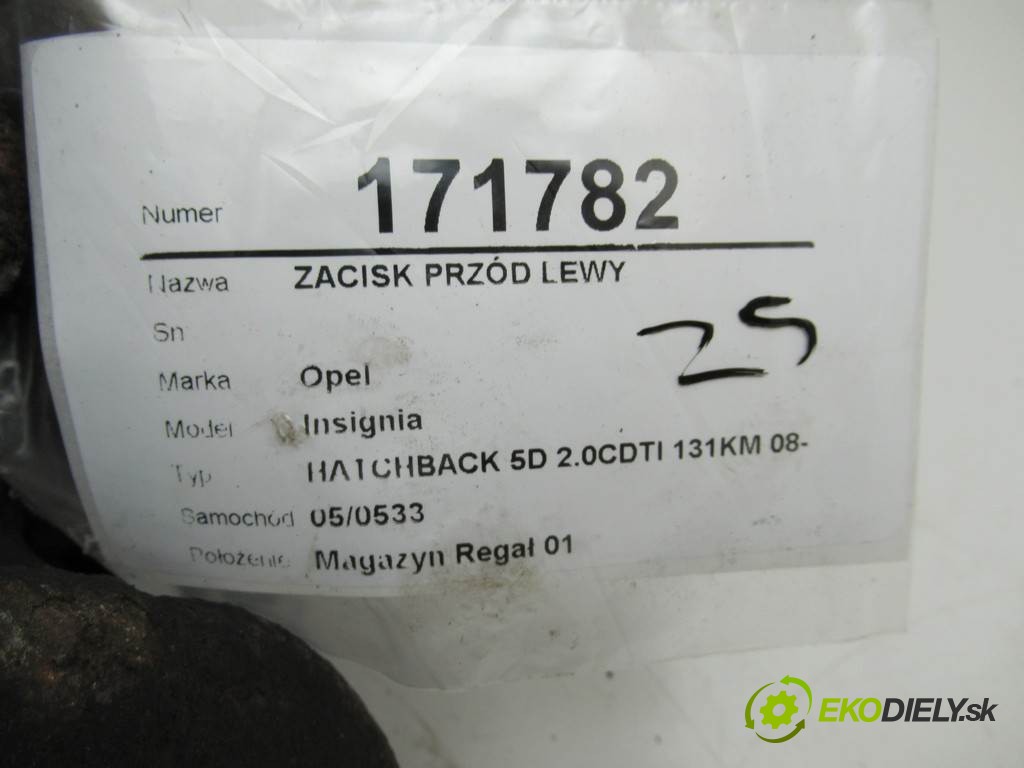 Numer 171782
Nazwa ZACISK PRZÓD LEWY
Sn
Marka Opel
Model Insignia
Typ HATCHBACK 5D 2.0CDTI 131KM 08-
Samochód 05/0533
Położenie Magazyn Regał 01
EKODIELY.sk